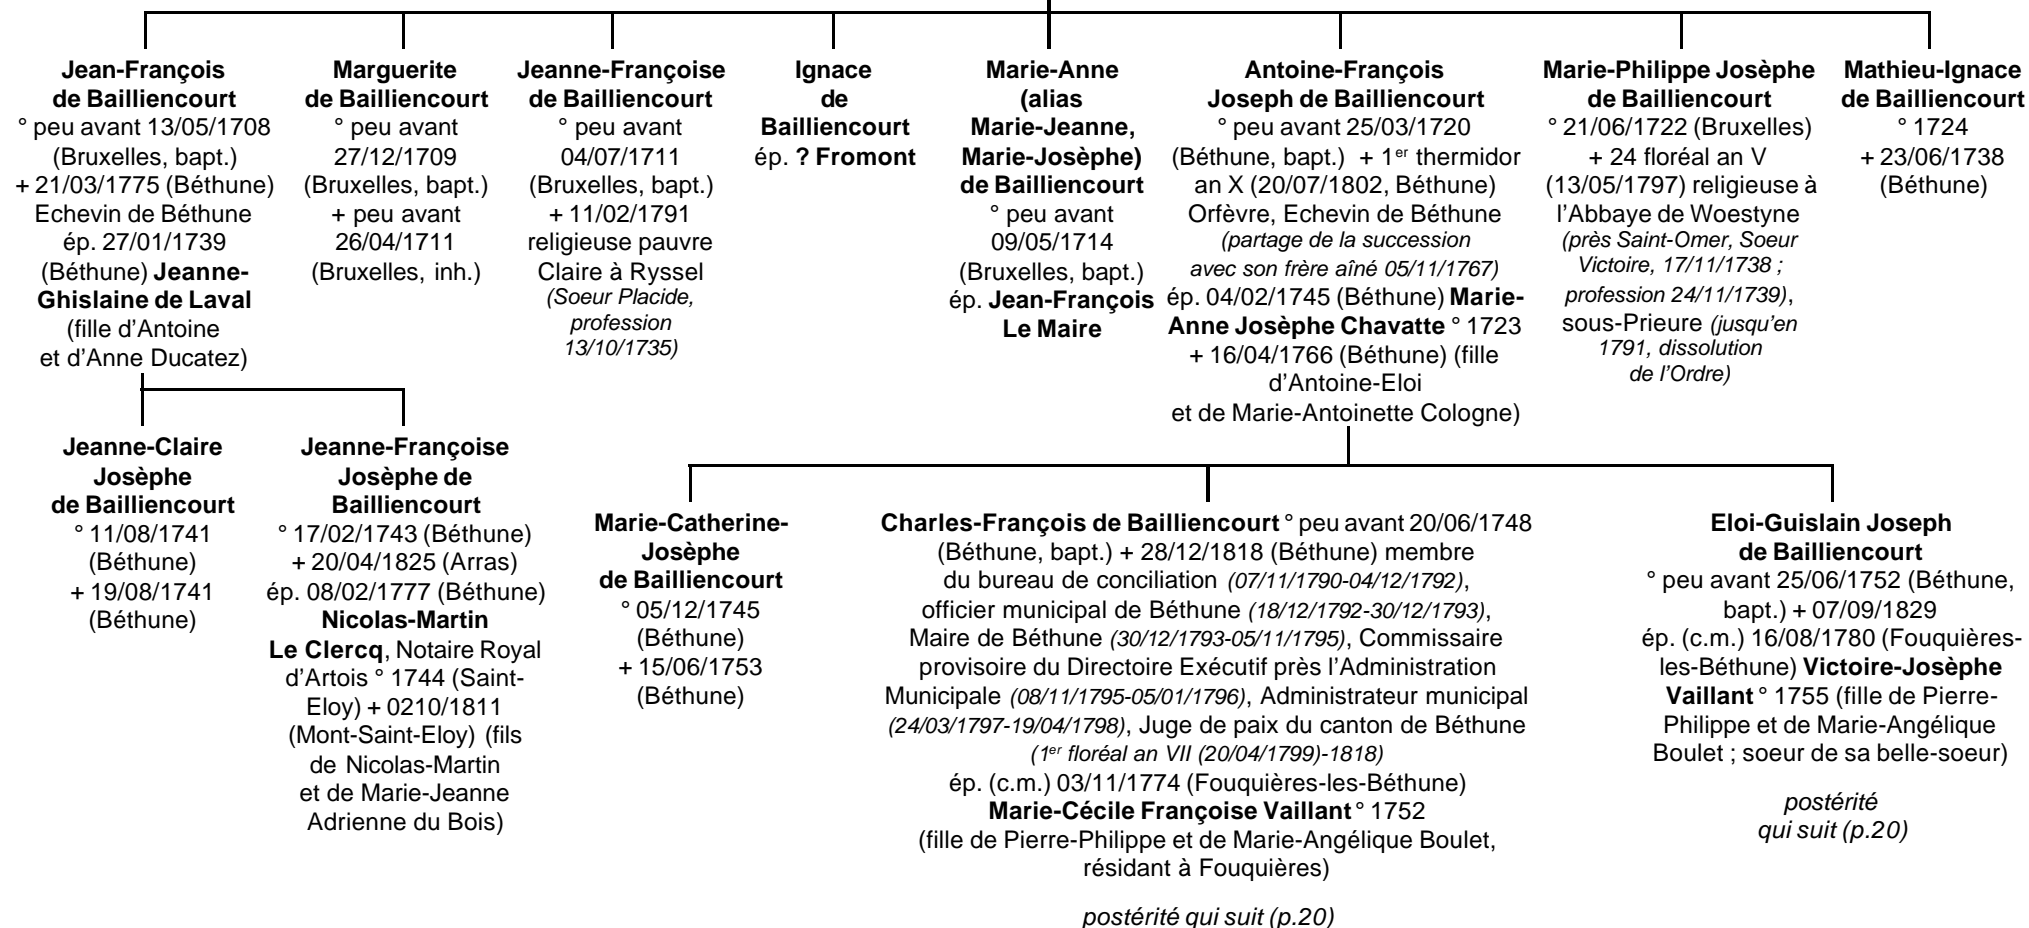 Jean-François
de Bailliencourt
° peu avant 13/05/1708
(Bruxelles, bapt.)
+ 21/03/1775 (Béthune)
Echevin de Béthune
ép. 27/01/1739
(Béthune) Jeanne-
Ghislaine de Laval
(fille d'Antoine
et d'Anne Ducatez)
Marguerite
de Bailliencourt
° peu avant
27/12/1709
(Bruxelles, bapt.)
+ peu avant
26/04/1711
(Bruxelles, inh.)
Jeanne-Françoise
de Bailliencourt
° peu avant
04/07/1711
(Bruxelles, bapt.)
+ 11/02/1791
religieuse pauvre
Claire à Ryssel
(Soeur Placide,
profession
13/10/1735)
Ignace
de
Bailliencourt
ép. ? Fromont
Marie-Anne
(alias
Marie-Jeanne,
Marie-Josèphe)
de Bailliencourt
° peu avant
09/05/1714
(Bruxelles, bapt.)
ép. Jean-François
Le Maire
Antoine-François
Joseph de Bailliencourt
° peu avant 25/03/1720
(Béthune, bapt.) + 1er thermidor
an X (20/07/1802, Béthune)
Orfèvre, Echevin de Béthune
(partage de la succession
avec son frère aîné 05/11/1767)
ép. 04/02/1745 (Béthune) Marie-
Anne Josèphe Chavatte ° 1723
+ 16/04/1766 (Béthune) (fille
d'Antoine-Eloi
et de Marie-Antoinette Cologne)
Marie-Philippe Josèphe
de Bailliencourt
° 21/06/1722 (Bruxelles)
+ 24 floréal an V
(13/05/1797) religieuse à
l'Abbaye de Woestyne
(près Saint-Omer, Soeur
Victoire, 17/11/1738 ;
profession 24/11/1739),
sous-Prieure (jusqu'en
1791, dissolution
de l'Ordre)
Mathieu-Ignace
de Bailliencourt
° 1724
+ 23/06/1738
(Béthune)
Jeanne-Claire
Josèphe
de Bailliencourt
° 11/08/1741
(Béthune)
+ 19/08/1741
(Béthune)
Jeanne-Françoise
Josèphe de
Bailliencourt
° 17/02/1743 (Béthune)
+ 20/04/1825 (Arras)
ép. 08/02/1777 (Béthune)
Nicolas-Martin
Le Clercq, Notaire Royal
d'Artois ° 1744 (Saint-
Eloy) + 0210/1811
(Mont-Saint-Eloy) (fils
de Nicolas-Martin
et de Marie-Jeanne
Adrienne du Bois)
Marie-Catherine-
Josèphe
de Bailliencourt
° 05/12/1745
(Béthune)
+ 15/06/1753
(Béthune)
Charles-François de Bailliencourt ° peu avant 20/06/1748
(Béthune, bapt.) + 28/12/1818 (Béthune) membre
du bureau de conciliation (07/11/1790-04/12/1792),
officier municipal de Béthune (18/12/1792-30/12/1793),
Maire de Béthune (30/12/1793-05/11/1795), Commissaire
provisoire du Directoire Exécutif près l'Administration
Municipale (08/11/1795-05/01/1796), Administrateur municipal
(24/03/1797-19/04/1798), Juge de paix du canton de Béthune
(1er floréal an VII (20/04/1799)-1818)
ép. (c.m.) 03/11/1774 (Fouquières-les-Béthune)
Marie-Cécile Françoise Vaillant ° 1752
(fille de Pierre-Philippe et de Marie-Angélique Boulet,
résidant à Fouquières)
postérité qui suit (p.20)
Eloi-Guislain Joseph
de Bailliencourt
° peu avant 25/06/1752 (Béthune,
bapt.) + 07/09/1829
ép. (c.m.) 16/08/1780 (Fouquières-
les-Béthune) Victoire-Josèphe
Vaillant ° 1755 (fille de Pierre-
Philippe et de Marie-Angélique
Boulet ; soeur de sa belle-soeur)
postérité
qui suit (p.20)